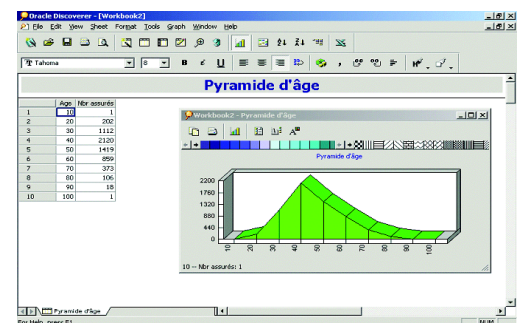 Oracle Discoverer - [Workbook2]
File Edit View Sheet Format Tools Graph Window Help
Tahoma 8 B U
Pyramide d'âge
Age Nbr assurés
1 10 1
2 20 202
3 30 1112
4 40 2120
5 50 1419
6 60 859
7 70 373
8 80 106
9 90 18
10 100 1
Workbook2 - Pyramide d'âge
Pyramide d'âge
2200
1760
1320
880
440
0
10 20 30 40 50 60 70 80 90 100
10 -- Nbr assurés: 1
Pyramide d'âge
For Help, press F1 NUM